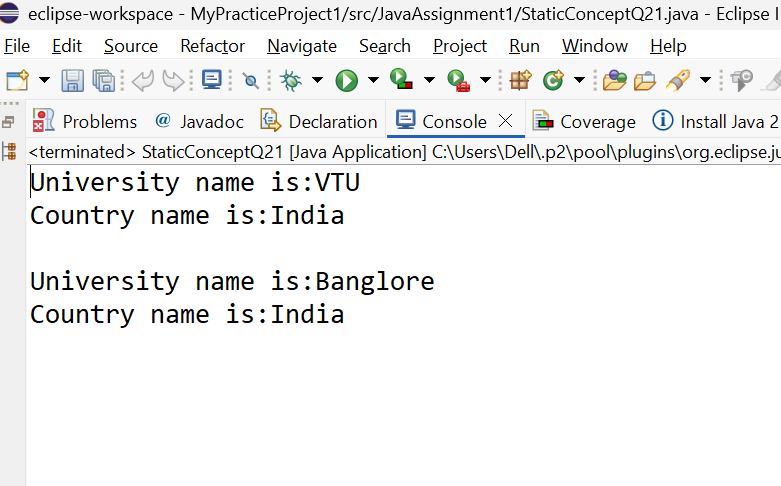 eclipse-workspace - MyPracticeProject1/src/JavaAssignment1/StaticConceptQ21.java - Eclipse I
File Edit Source Refactor Navigate Search Project Run Window Help
Problems @ Javadoc Declaration Console Coverage Install Java 2
<terminated> StaticConceptQ21 [Java Application] C:\Users\Dell\.p2\pool\plugins\org.eclipse.ju
University name is:VTU
Country name is:India
University name is:Banglore
Country name is:India